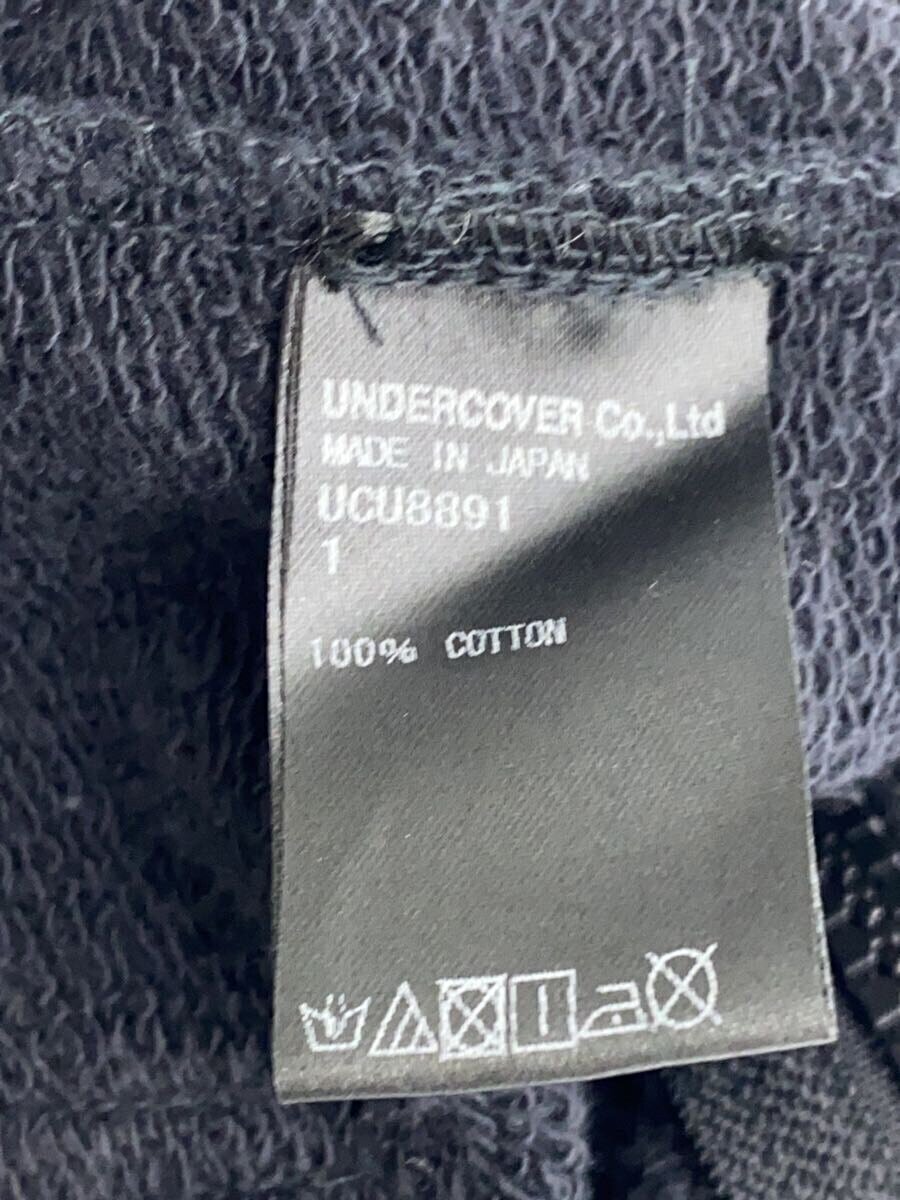 UNDERCOVER Co.,Ltd
MADE IN JAPAN
UCU8891
1
100% COTTON